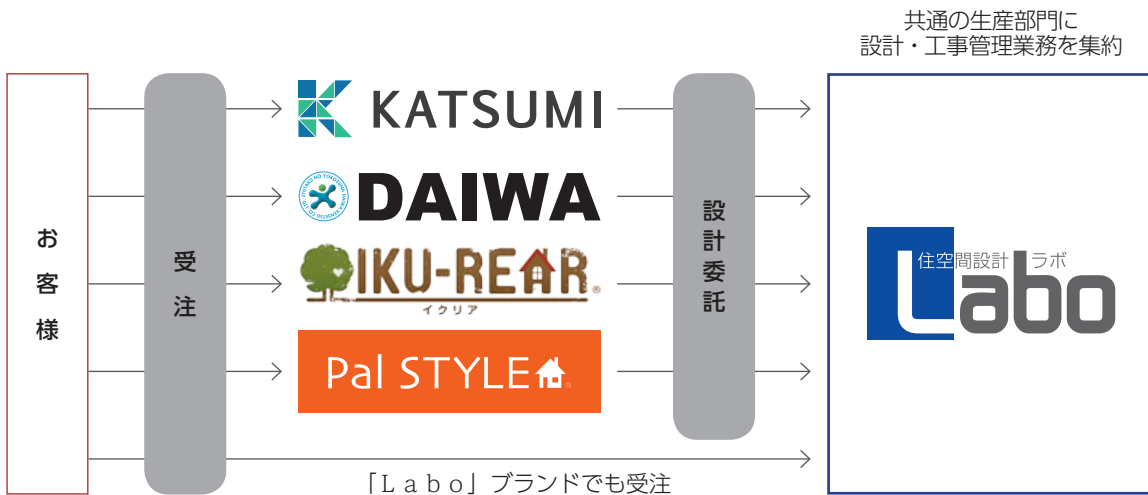 共通の生産部門に
設計・工事管理業務を集約
お客様
受注
KATSUMI
DAIWA
IKU-REAR®
イクリア
Pal STYLE®
設計委託
住空間設計 ラボ
Labo
「Ｌａｂｏ」ブランドでも受注